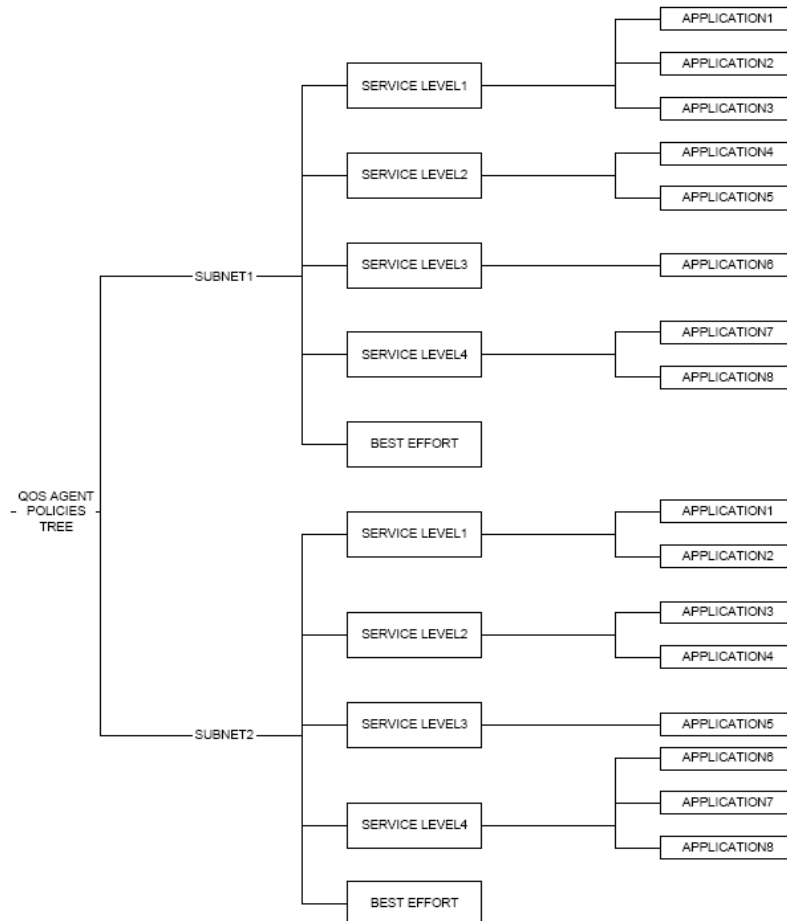 APPLICATION1
APPLICATION2
SERVICE LEVEL1
APPLICATION3
APPLICATION4
SERVICE LEVEL2
APPLICATION5
SERVICE LEVEL3
APPLICATION6
SUBNET1
APPLICATION7
SERVICE LEVEL4
APPLICATION8
BEST EFFORT
QOS AGENT
POLICIES
TREE
APPLICATION1
SERVICE LEVEL1
APPLICATION2
APPLICATION3
SERVICE LEVEL2
APPLICATION4
SERVICE LEVEL3
APPLICATION5
SUBNET2
APPLICATION6
APPLICATION7
SERVICE LEVEL4
APPLICATION8
BEST EFFORT